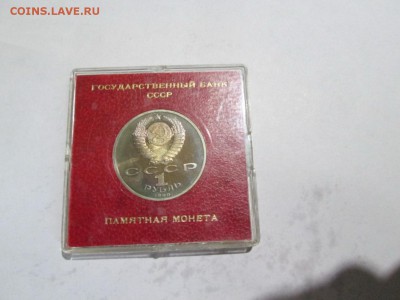 COINS.LAVE.RU
ГОСУДАРСТВЕННЫЙ БАНК
СССР
СССР
1
РУБЛЬ
ПАМЯТНАЯ МОНЕТА